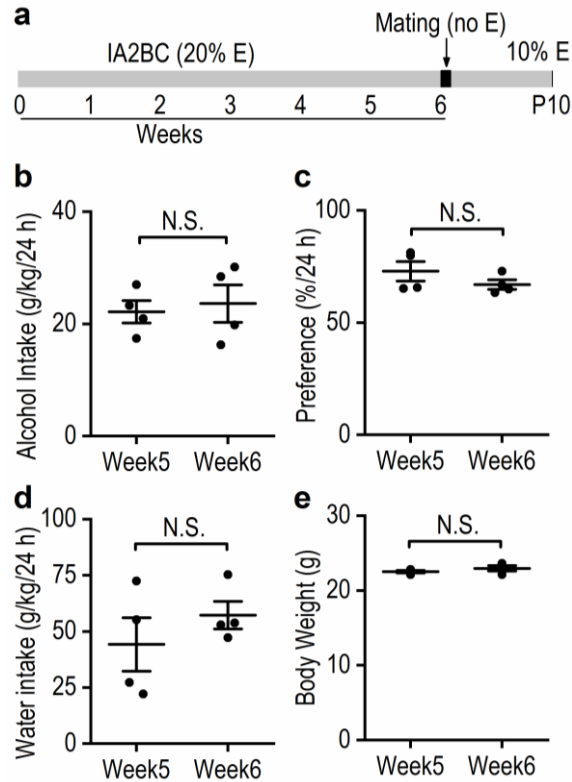 a
Mating (no E)
IA2BC (20% E)
10% E
0 1 2 3 4 5 6 P10
Weeks
b
Alcohol Intake (g/kg/24 h)
40
20
0
N.S.
Week5 Week6
c
Preference (%/24 h)
100
50
0
N.S.
Week5 Week6
d
Water intake (g/kg/24 h)
100
75
50
25
0
N.S.
Week5 Week6
e
Body Weight (g)
30
20
10
0
N.S.
Week5 Week6